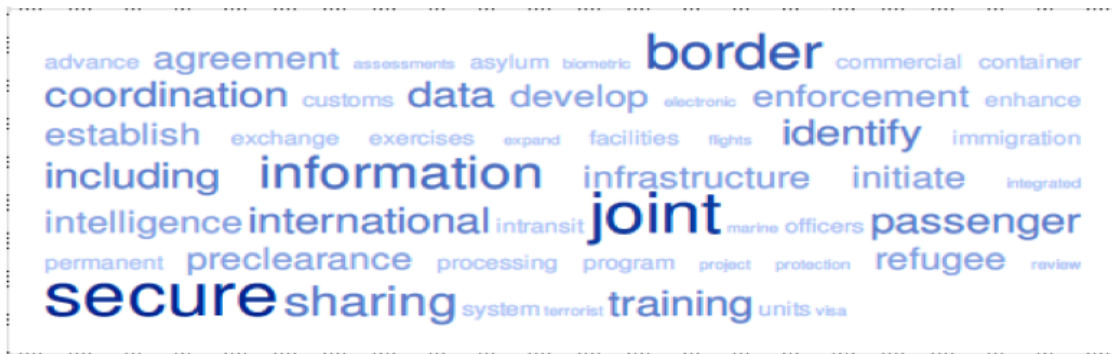 advance agreement assessments asylum biometric border commercial container
coordination customs data develop electronic enforcement enhance
establish exchange exercises expand facilities flights identify immigration
including information infrastructure initiate integrated
intelligence international intransit joint marine officers passenger
permanent preclearance processing program project protection refugee review
secure sharing system terrorist training units visa